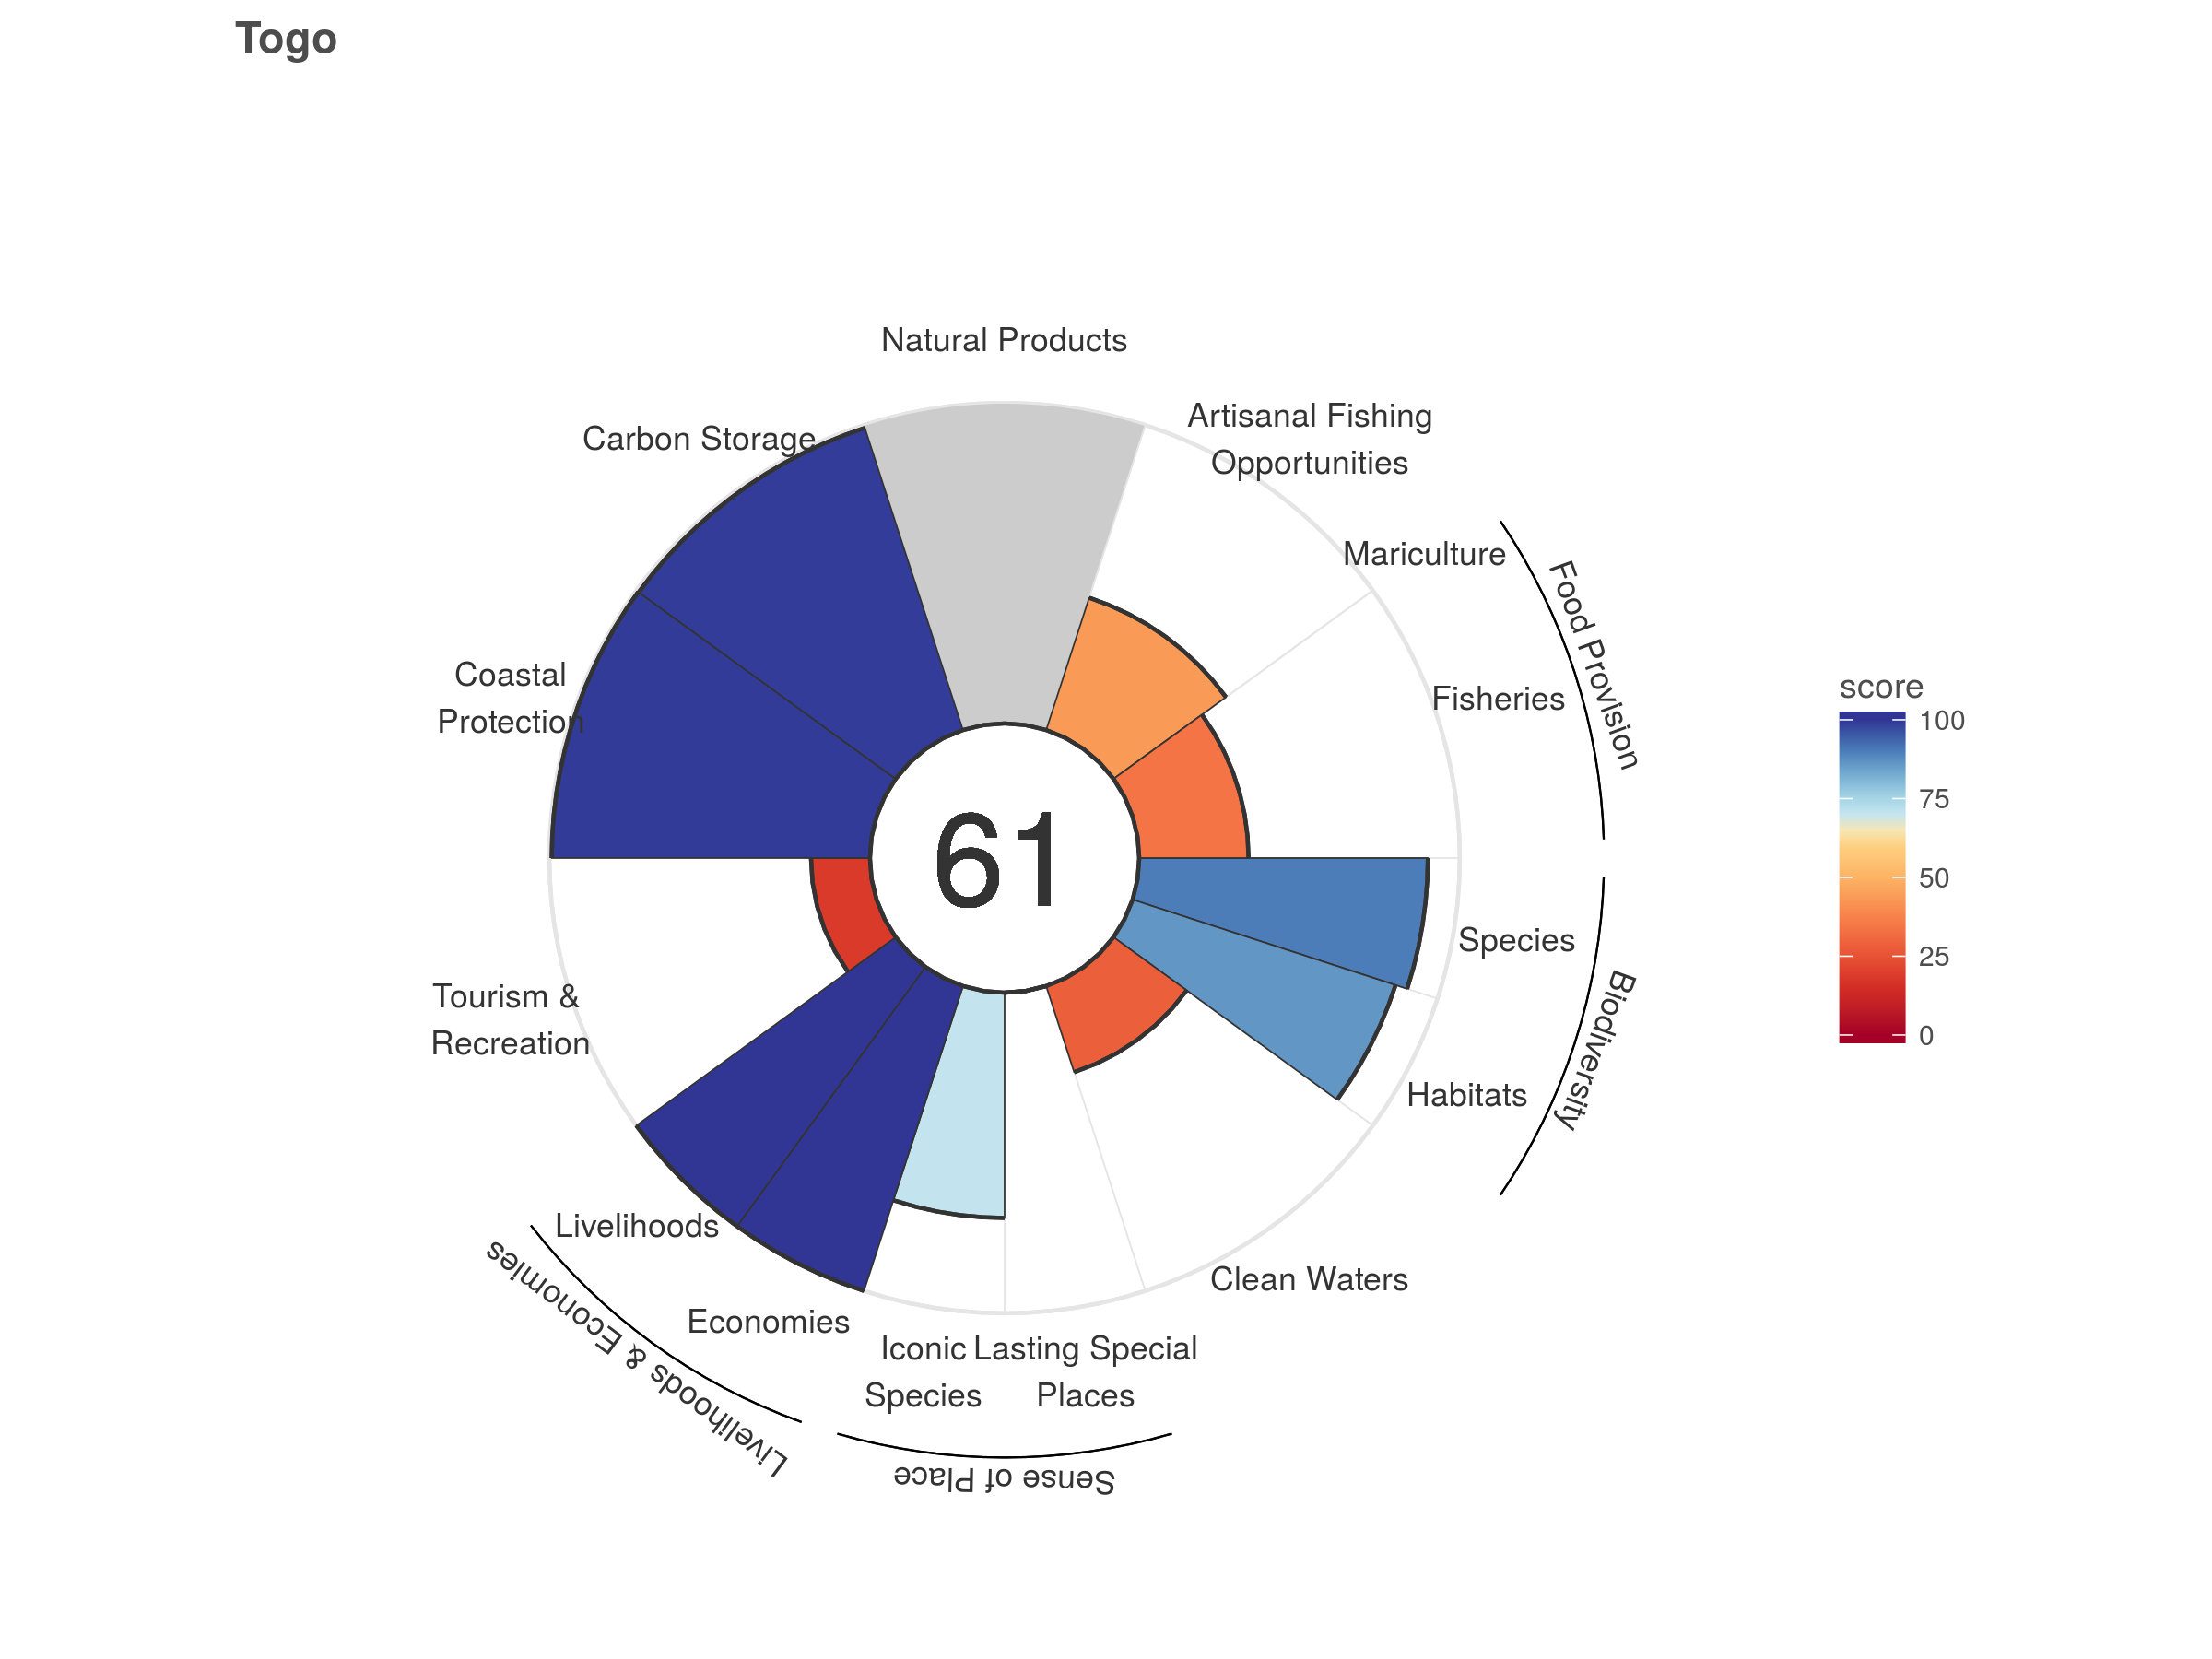 Togo
Natural Products
Artisanal Fishing
Opportunities
Carbon Storage
Mariculture
Food Provision
Coastal
Protection
Fisheries
score
100
75
50
25
0
61
Species
Biodiversity
Tourism &
Recreation
Habitats
Livelihoods
Clean Waters
Economies
Livelihoods & Economies
Iconic
Species
Lasting Special
Places
Sense of Place